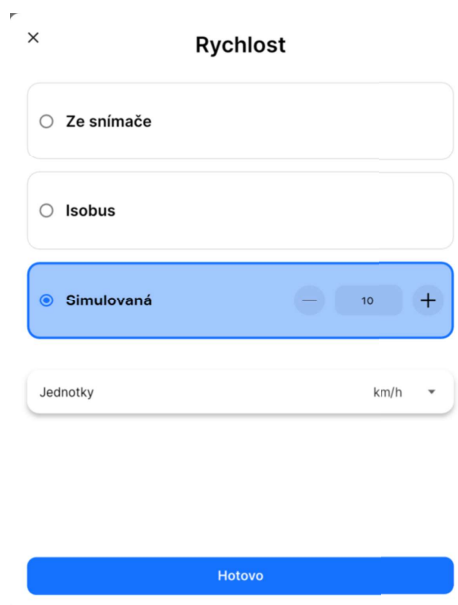 Rychlost
Ze snímače
Isobus
Simulovaná — 10 +
Jednotky km/h
Hotovo